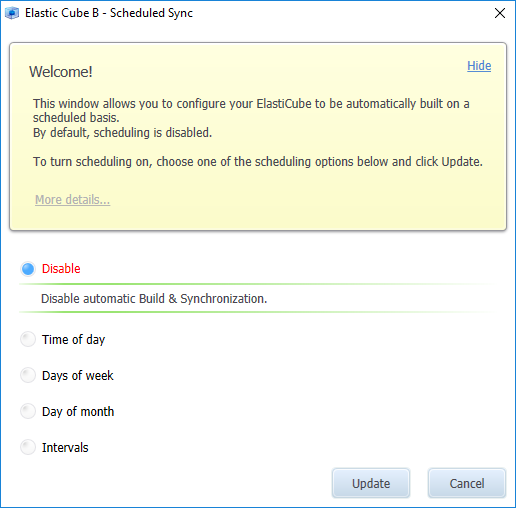 Elastic Cube B - Scheduled Sync
Welcome!
Hide
This window allows you to configure your ElastiCube to be automatically built on a
scheduled basis.
By default, scheduling is disabled.
To turn scheduling on, choose one of the scheduling options below and click Update.
More details...
Disable
Disable automatic Build & Synchronization.
Time of day
Days of week
Day of month
Intervals
Update
Cancel